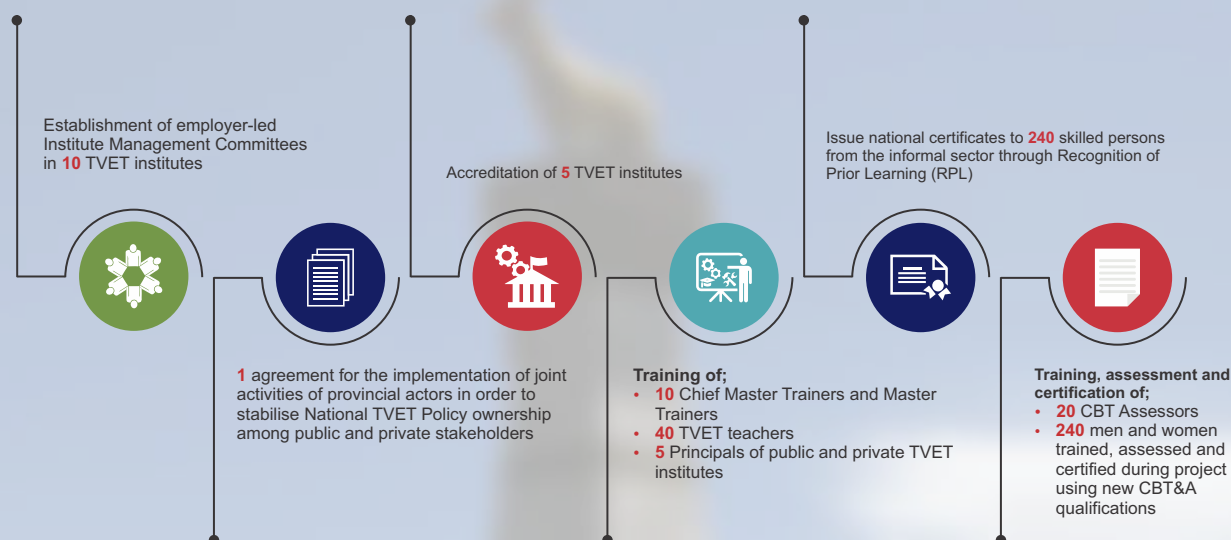 Establishment of employer-led
Institute Management Committees
in 10 TVET institutes
1 agreement for the implementation of joint
activities of provincial actors in order to
stabilise National TVET Policy ownership
among public and private stakeholders
Accreditation of 5 TVET institutes
Training of;
• 10 Chief Master Trainers and Master
Trainers
• 40 TVET teachers
• 5 Principals of public and private TVET
institutes
Issue national certificates to 240 skilled persons
from the informal sector through Recognition of
Prior Learning (RPL)
Training, assessment and
certification of;
• 20 CBT Assessors
• 240 men and women
trained, assessed and
certified during project
using new CBT&A
qualifications